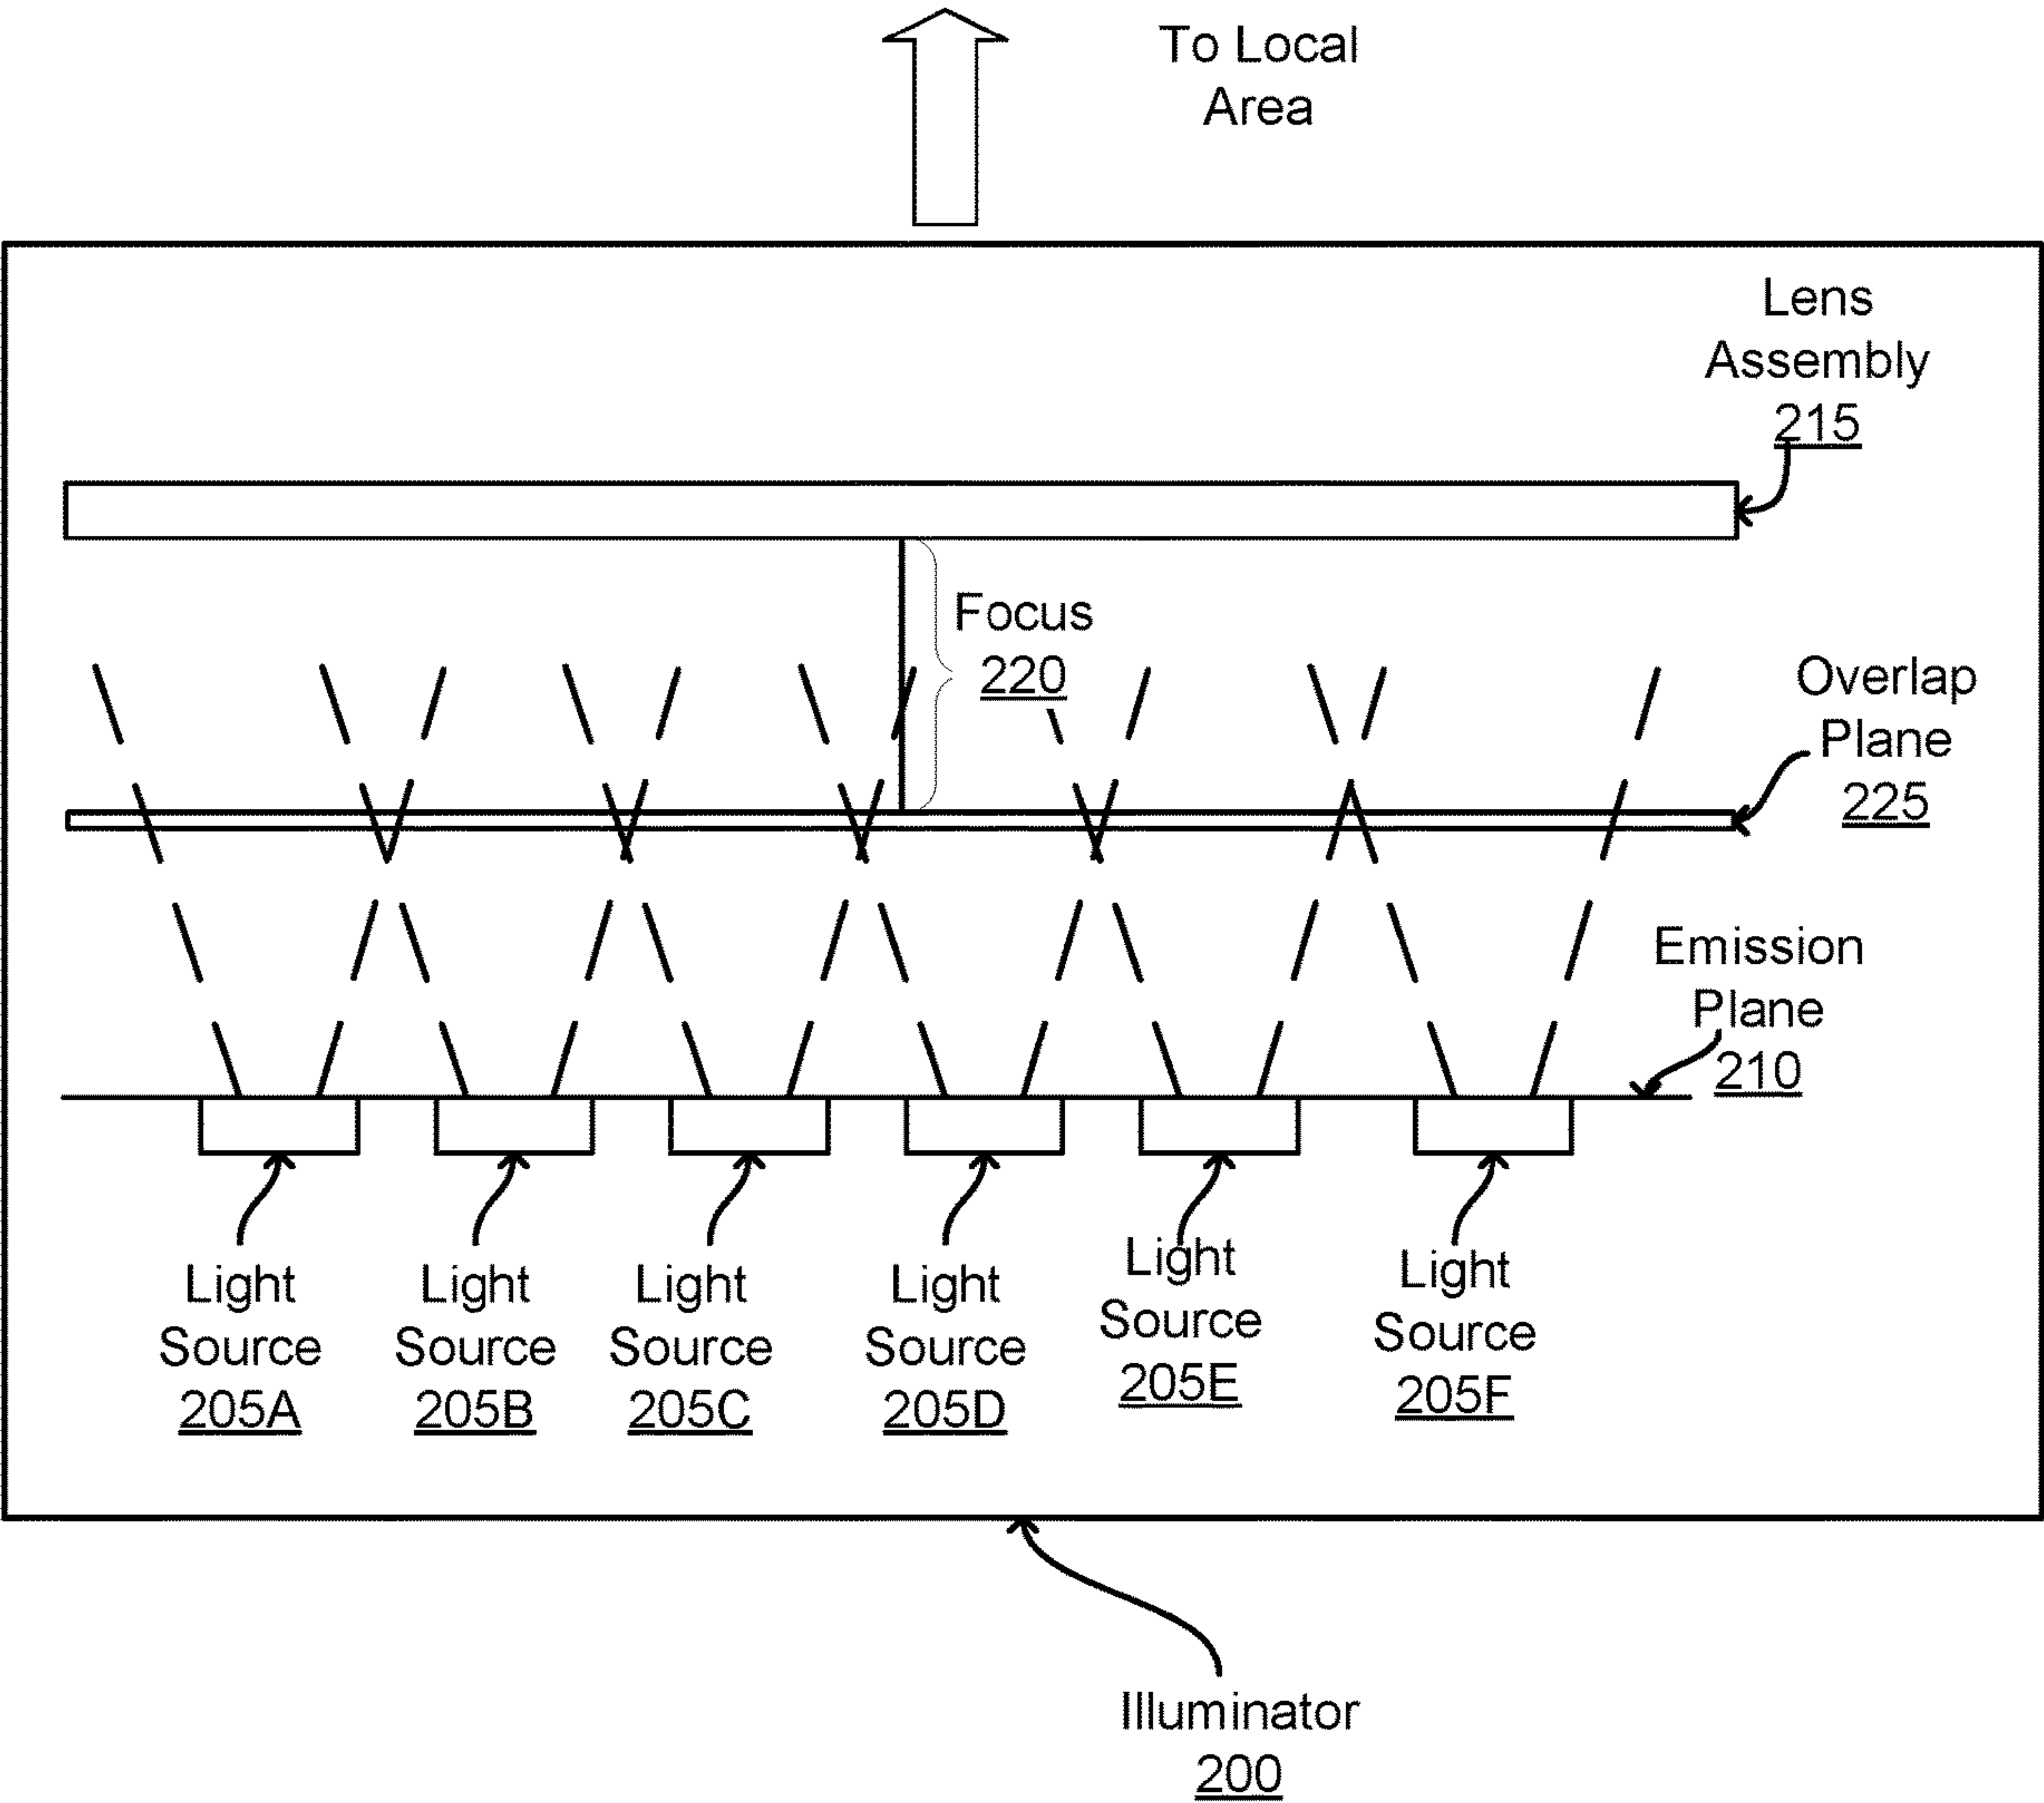 To Local
Area
Lens
Assembly
215
Focus
220
Overlap
Plane
225
Emission
Plane
210
Light
Source
205A
Light
Source
205B
Light
Source
205C
Light
Source
205D
Light
Source
205E
Light
Source
205F
Illuminator
200